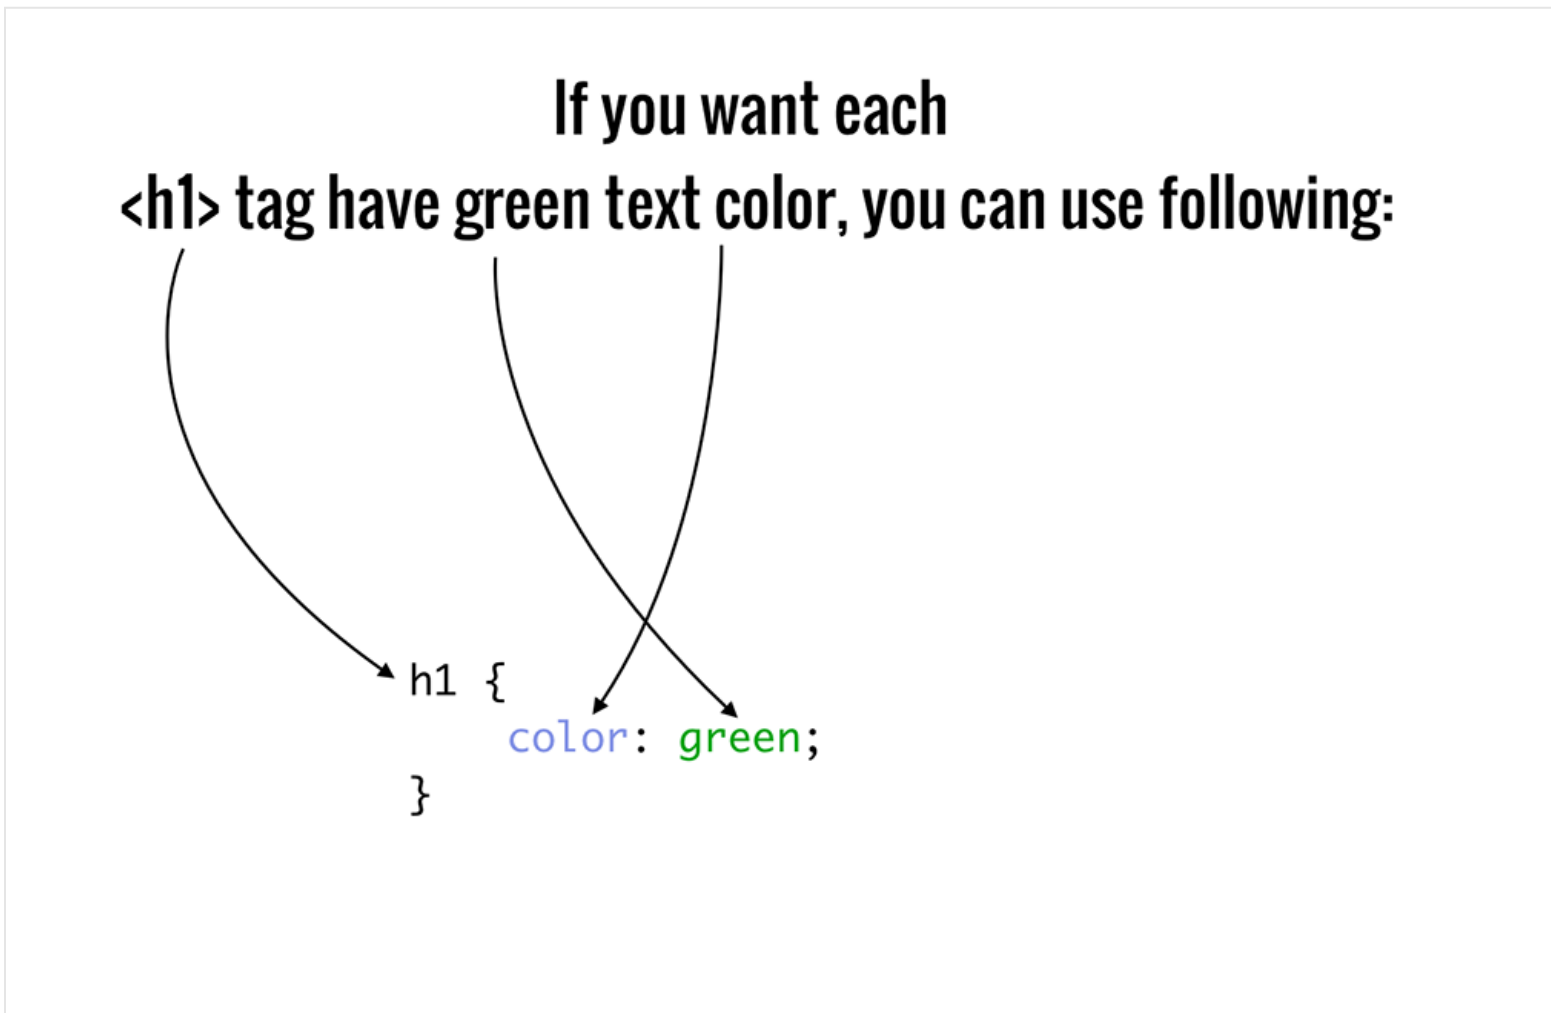 If you want each
<h1> tag have green text color, you can use following:
h1 {
color: green;
}